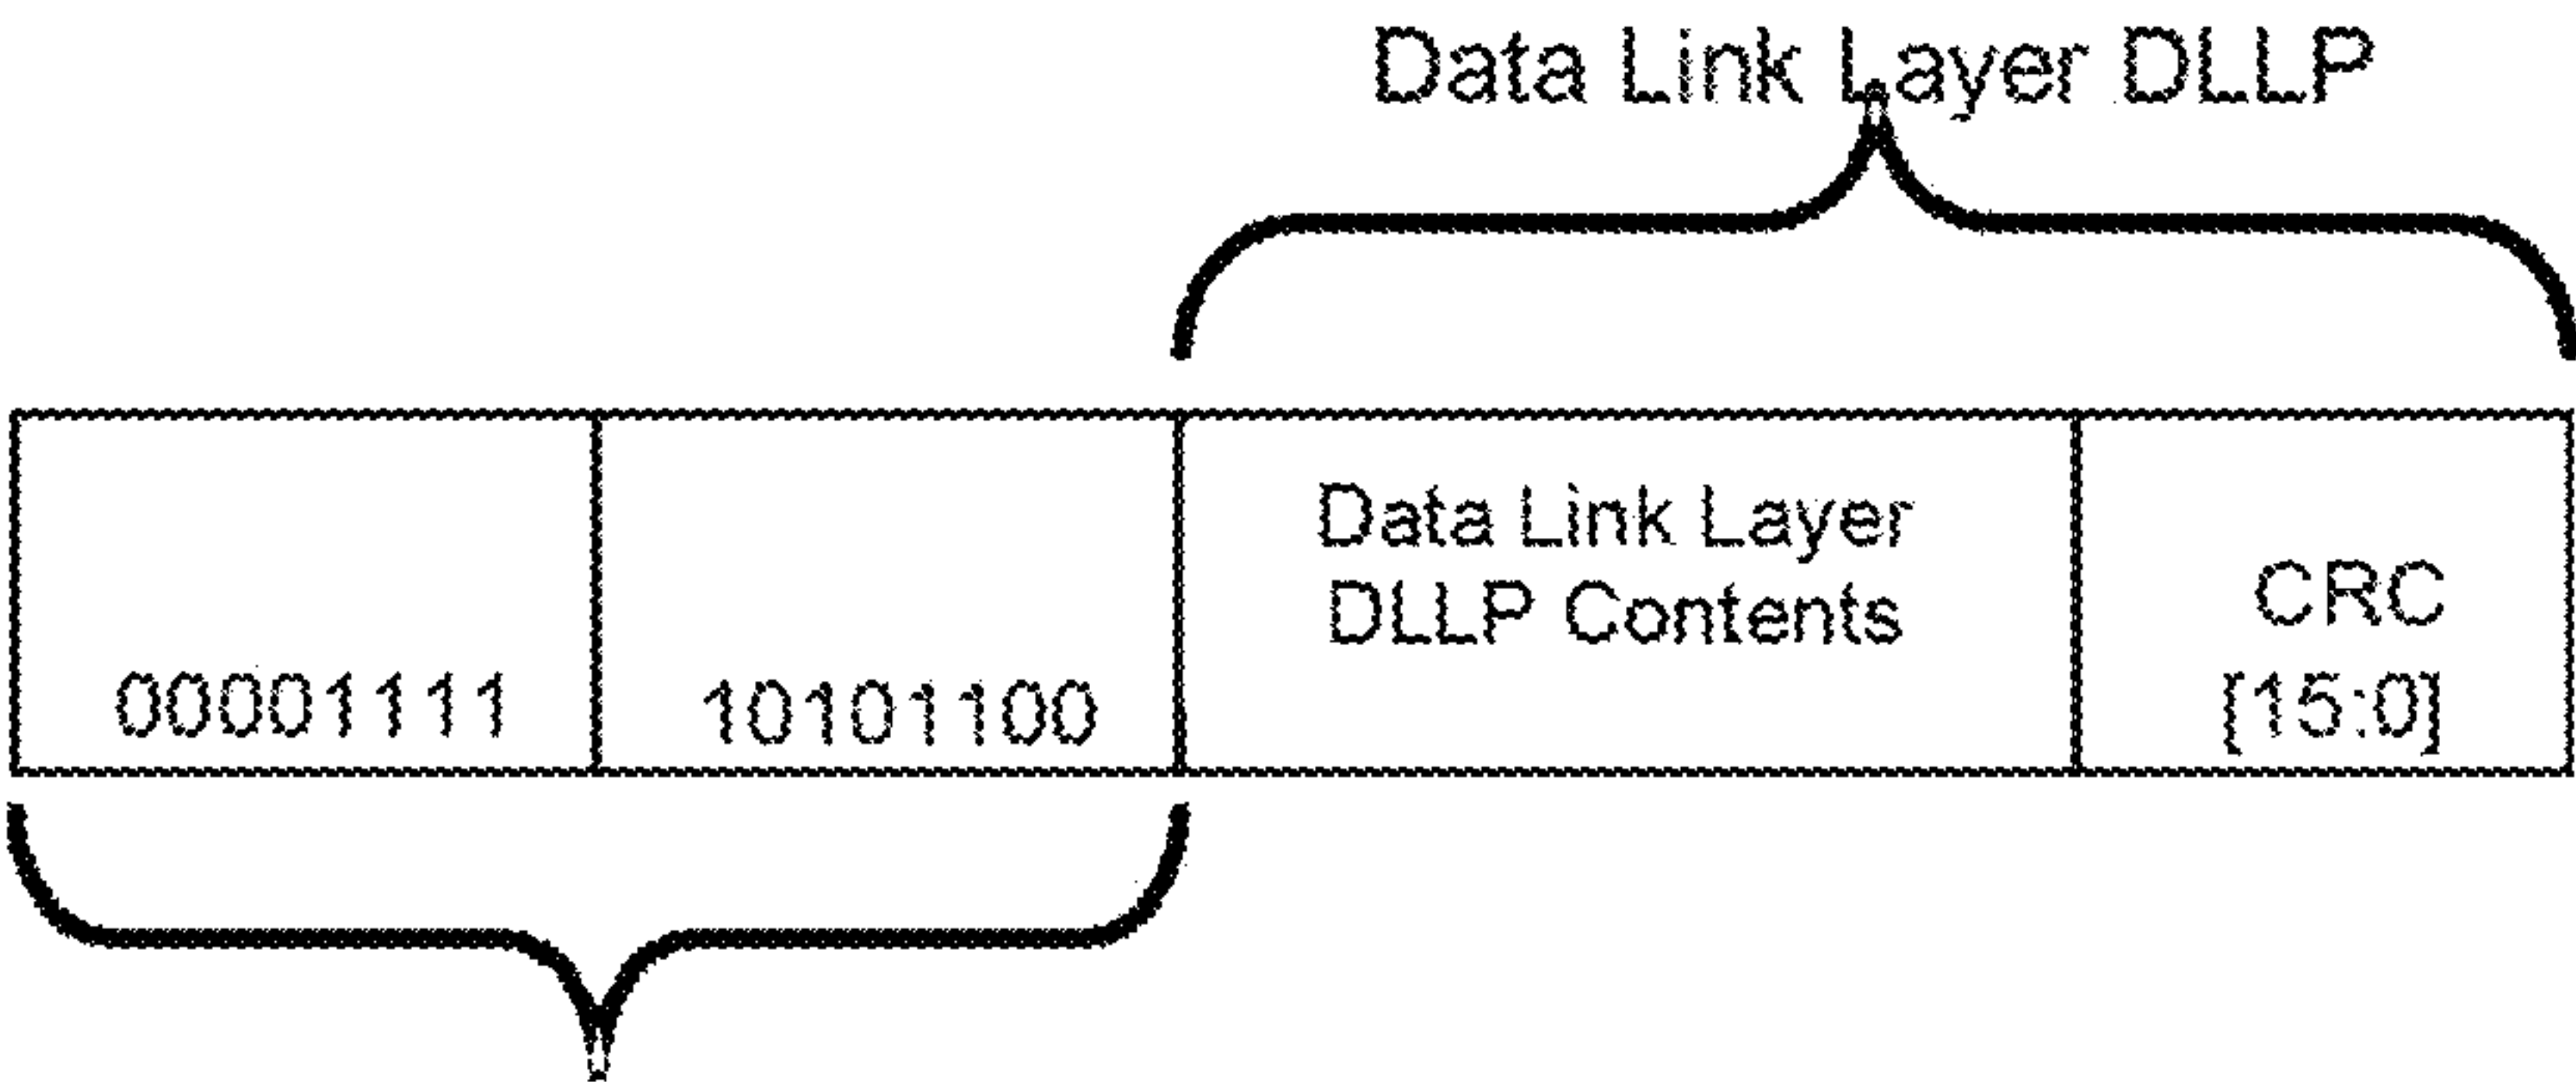 Data Link Layer DLLP
00001111
10101100
Data Link Layer
DLLP Contents
CRC
[15:0]